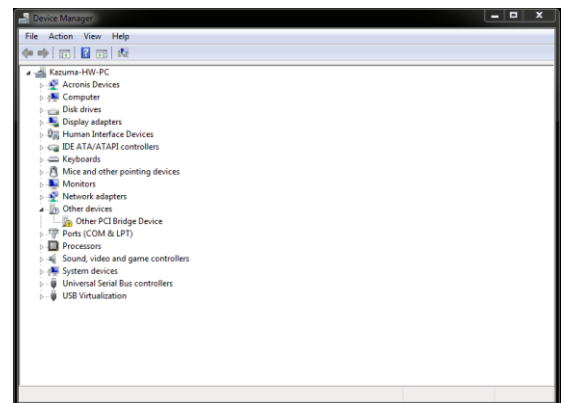 Device Manager
File Action View Help
Kazuma-HW-PC
Acronis Devices
Computer
Disk drives
Display adapters
Human Interface Devices
IDE ATA/ATAPI controllers
Keyboards
Mice and other pointing devices
Monitors
Network adapters
Other devices
Other PCI Bridge Device
Ports (COM & LPT)
Processors
Sound, video and game controllers
System devices
Universal Serial Bus controllers
USB Virtualization